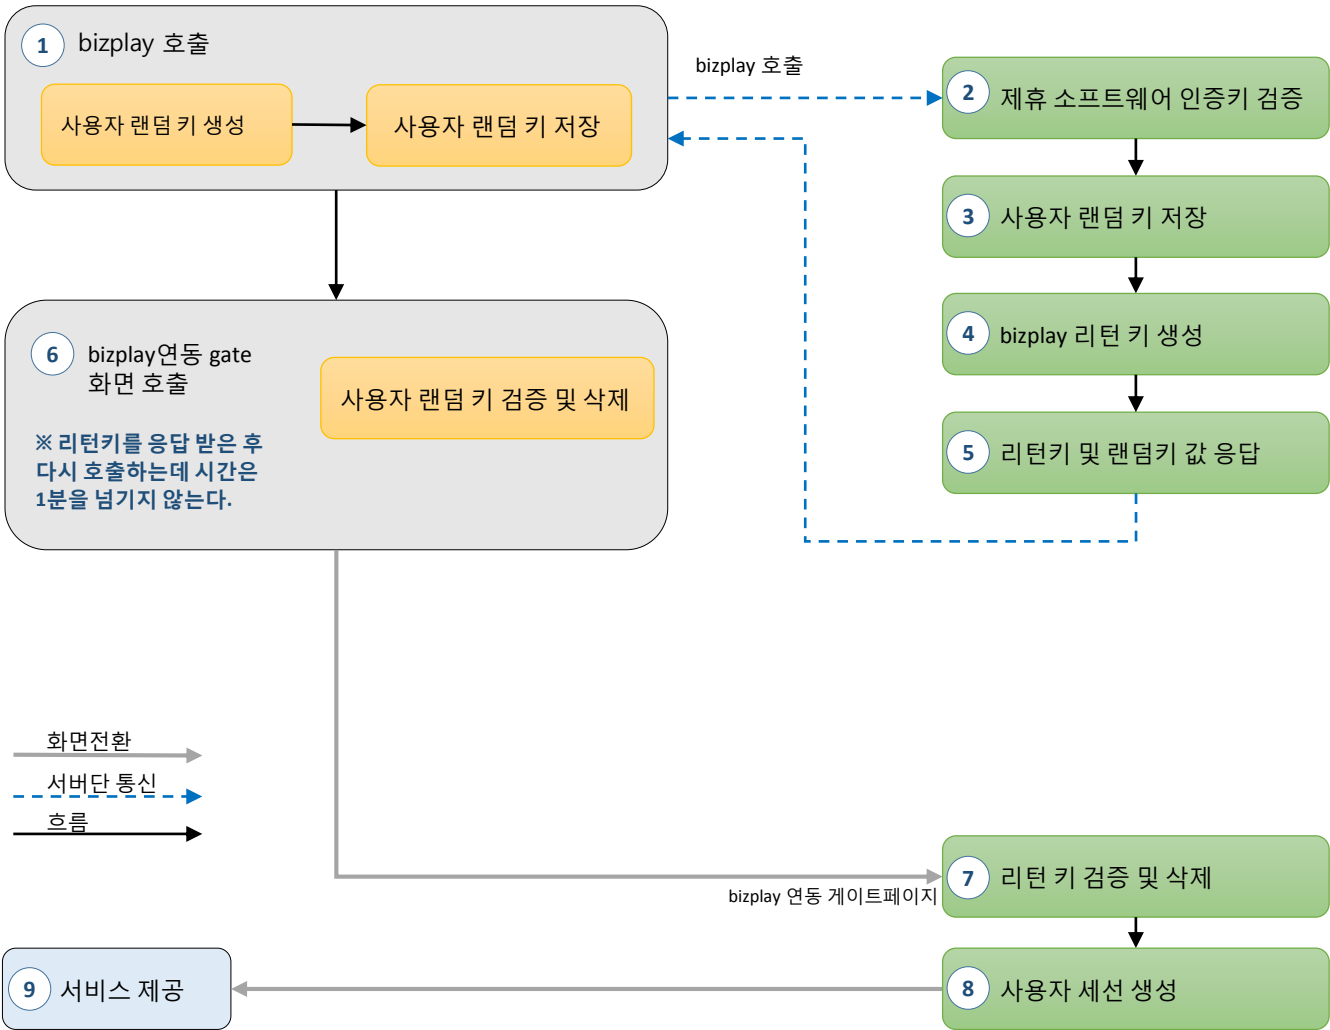 1 bizplay 호출
사용자 랜덤 키 생성
사용자 랜덤 키 저장
bizplay 호출
2 제휴 소프트웨어 인증키 검증
3 사용자 랜덤 키 저장
4 bizplay 리턴 키 생성
5 리턴키 및 랜덤키 값 응답
6 bizplay연동 gate
화면 호출
사용자 랜덤 키 검증 및 삭제
※ 리턴키를 응답 받은 후
다시 호출하는데 시간은
1분을 넘기지 않는다.
화면전환
서버단 통신
흐름
7 리턴 키 검증 및 삭제
bizplay 연동 게이트페이지
8 사용자 세선 생성
9 서비스 제공